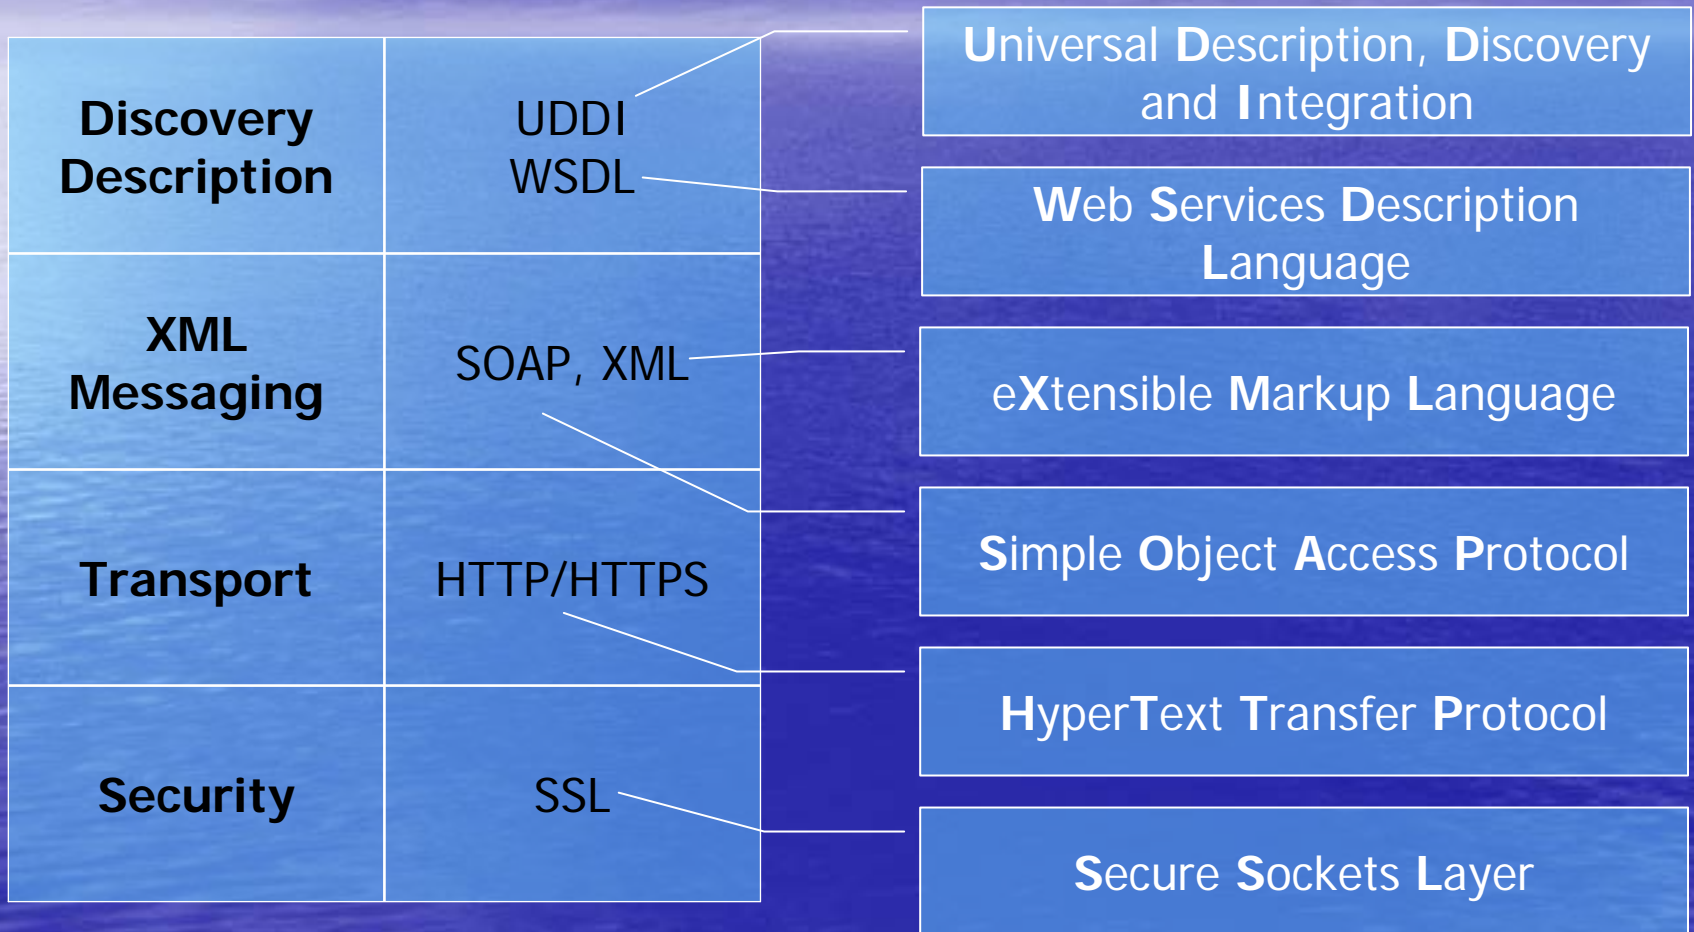 Discovery
Description
UDDI
WSDL
XML
Messaging
SOAP, XML
Transport
HTTP/HTTPS
Security
SSL
Universal Description, Discovery
and Integration
Web Services Description
Language
eXtensible Markup Language
Simple Object Access Protocol
HyperText Transfer Protocol
Secure Sockets Layer